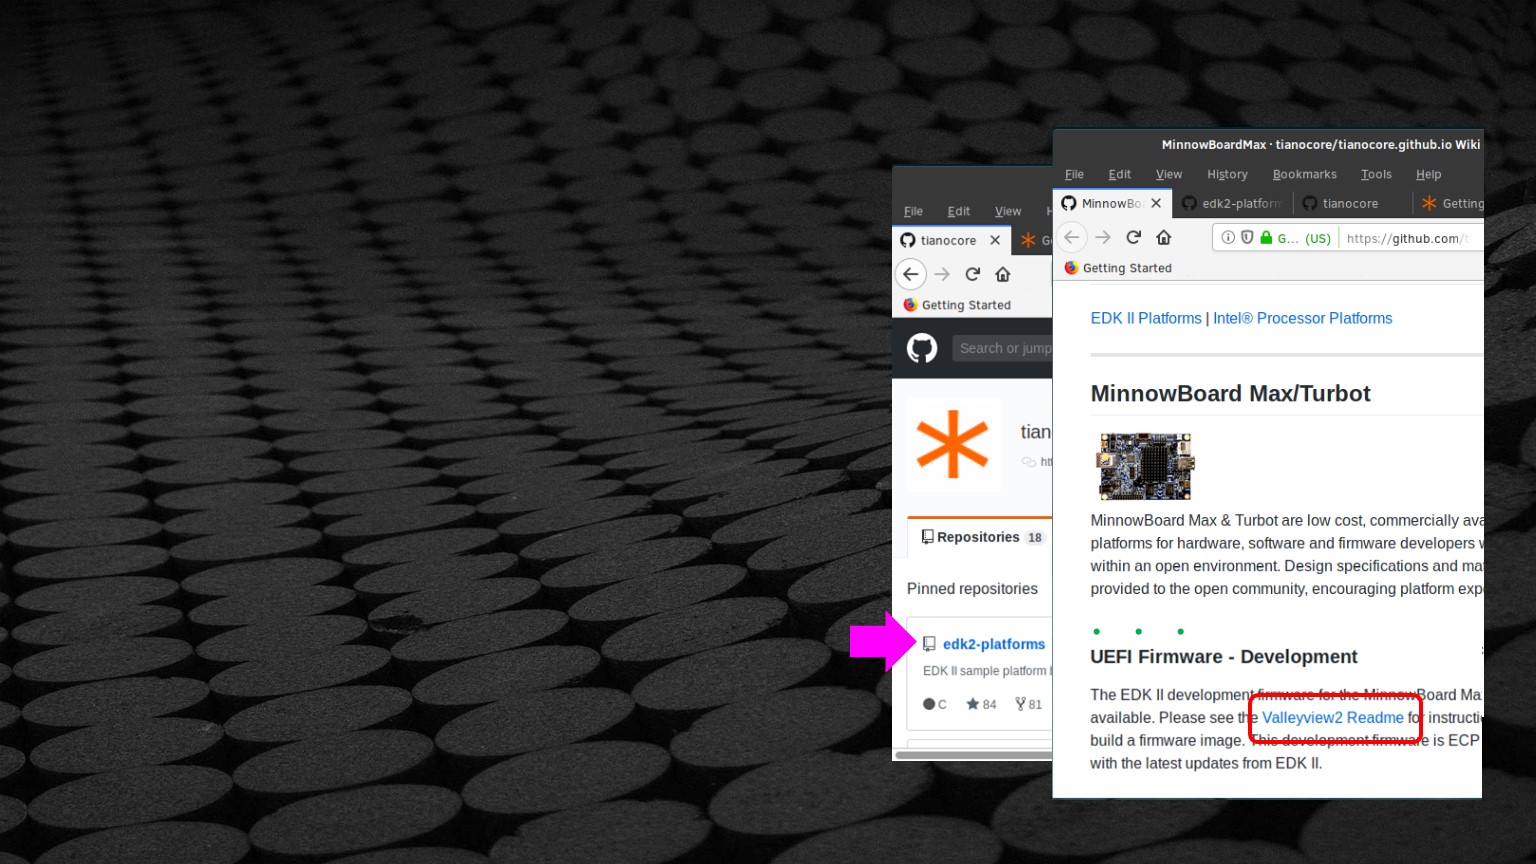 File Edit View
tianocore
Getting Started
Search or jump
tian
Repositories 18
Pinned repositories
edk2-platforms
EDK II sample platform
C 84 81
MinnowBoardMax · tianocore/tianocore.github.io Wiki
File Edit View History Bookmarks Tools Help
MinnowBoa edk2-platform tianocore Getting
G... (US) https://github.com/t
Getting Started
EDK II Platforms | Intel® Processor Platforms
MinnowBoard Max/Turbot
MinnowBoard Max & Turbot are low cost, commercially ava
platforms for hardware, software and firmware developers w
within an open environment. Design specifications and ma
provided to the open community, encouraging platform exp
UEFI Firmware - Development
The EDK II development firmware for the MinnowBoard Ma
available. Please see the Valleyview2 Readme for instructi
build a firmware image. This development firmware is ECP
with the latest updates from EDK II.